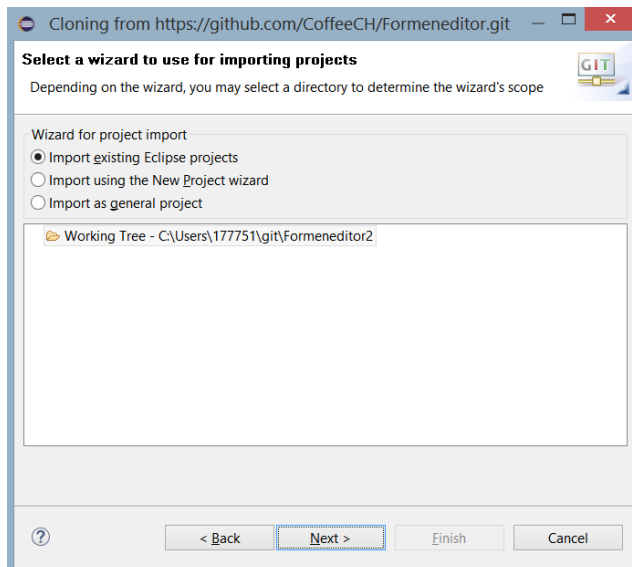 Cloning from https://github.com/CoffeeCH/Formeneditor.git
Select a wizard to use for importing projects
Depending on the wizard, you may select a directory to determine the wizard's scope
GIT
Wizard for project import
Import existing Eclipse projects
Import using the New Project wizard
Import as general project
Working Tree - C:\Users\177751\git\Formeneditor2
?
< Back
Next >
Finish
Cancel